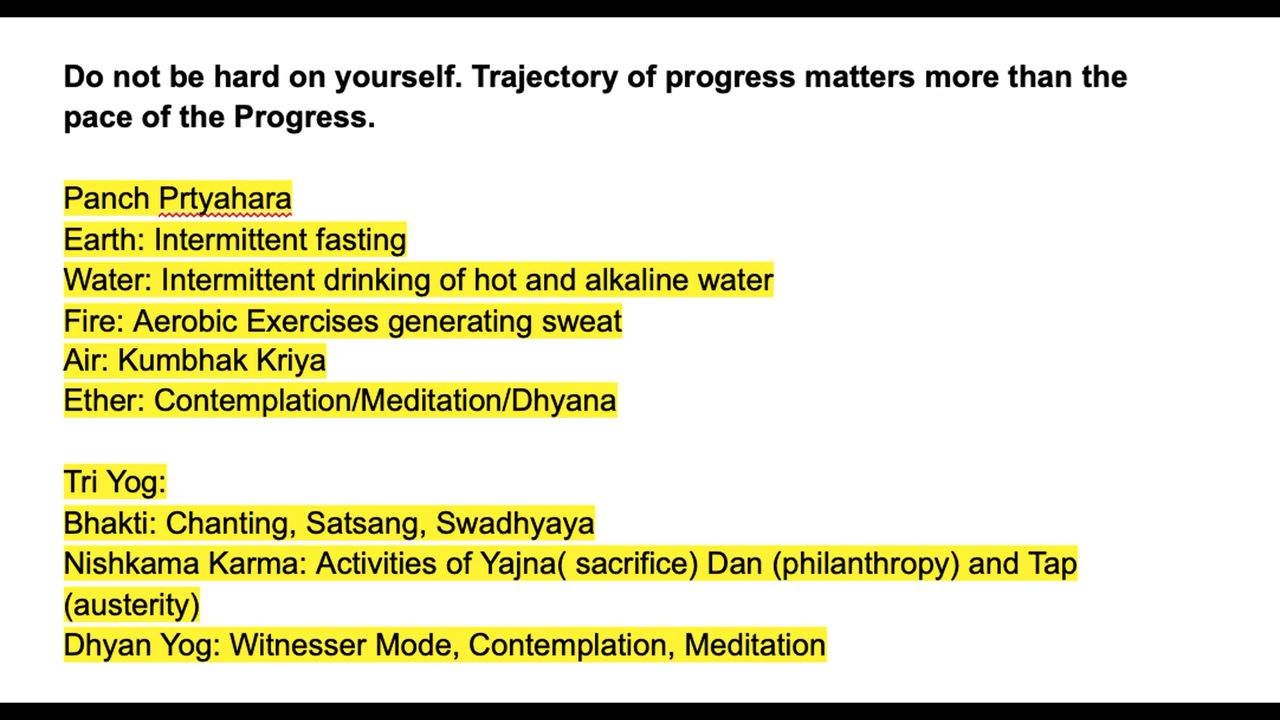 Do not be hard on yourself. Trajectory of progress matters more than the
pace of the Progress.
Panch Prtyahara
Earth: Intermittent fasting
Water: Intermittent drinking of hot and alkaline water
Fire: Aerobic Exercises generating sweat
Air: Kumbhak Kriya
Ether: Contemplation/Meditation/Dhyana
Tri Yog:
Bhakti: Chanting, Satsang, Swadhyaya
Nishkama Karma: Activities of Yajna( sacrifice) Dan (philanthropy) and Tap
(austerity)
Dhyan Yog: Witnesser Mode, Contemplation, Meditation